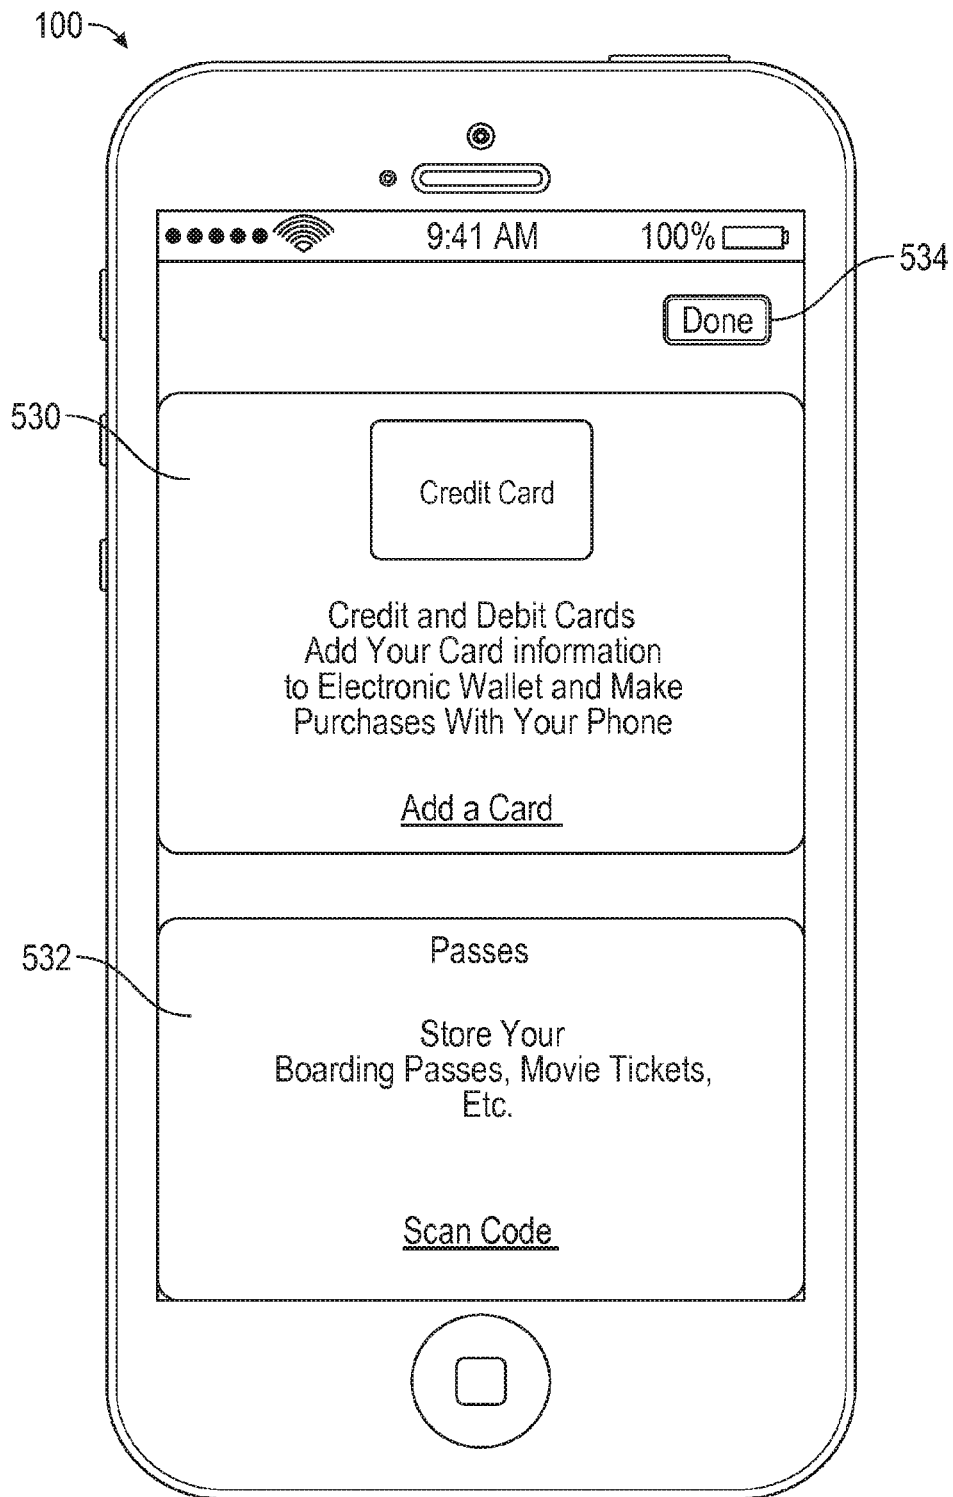 100
9:41 AM 100%
534
Done
530
Credit Card
Credit and Debit Cards
Add Your Card information
to Electronic Wallet and Make
Purchases With Your Phone
Add a Card
532
Passes
Store Your
Boarding Passes, Movie Tickets,
Etc.
Scan Code